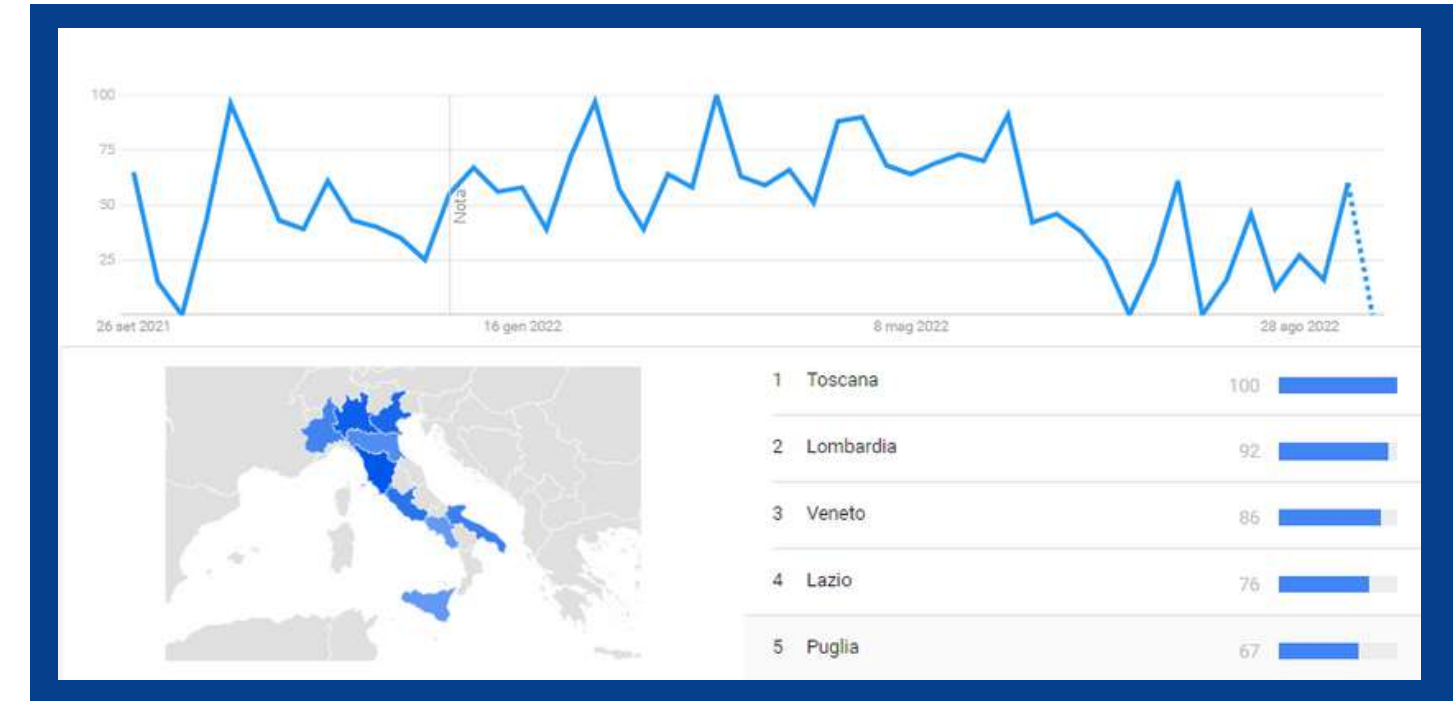 100
75
50
25
Nota
26 set 2021
16 gen 2022
8 mag 2022
28 ago 2022
1 Toscana 100
2 Lombardia 92
3 Veneto 86
4 Lazio 76
5 Puglia 67